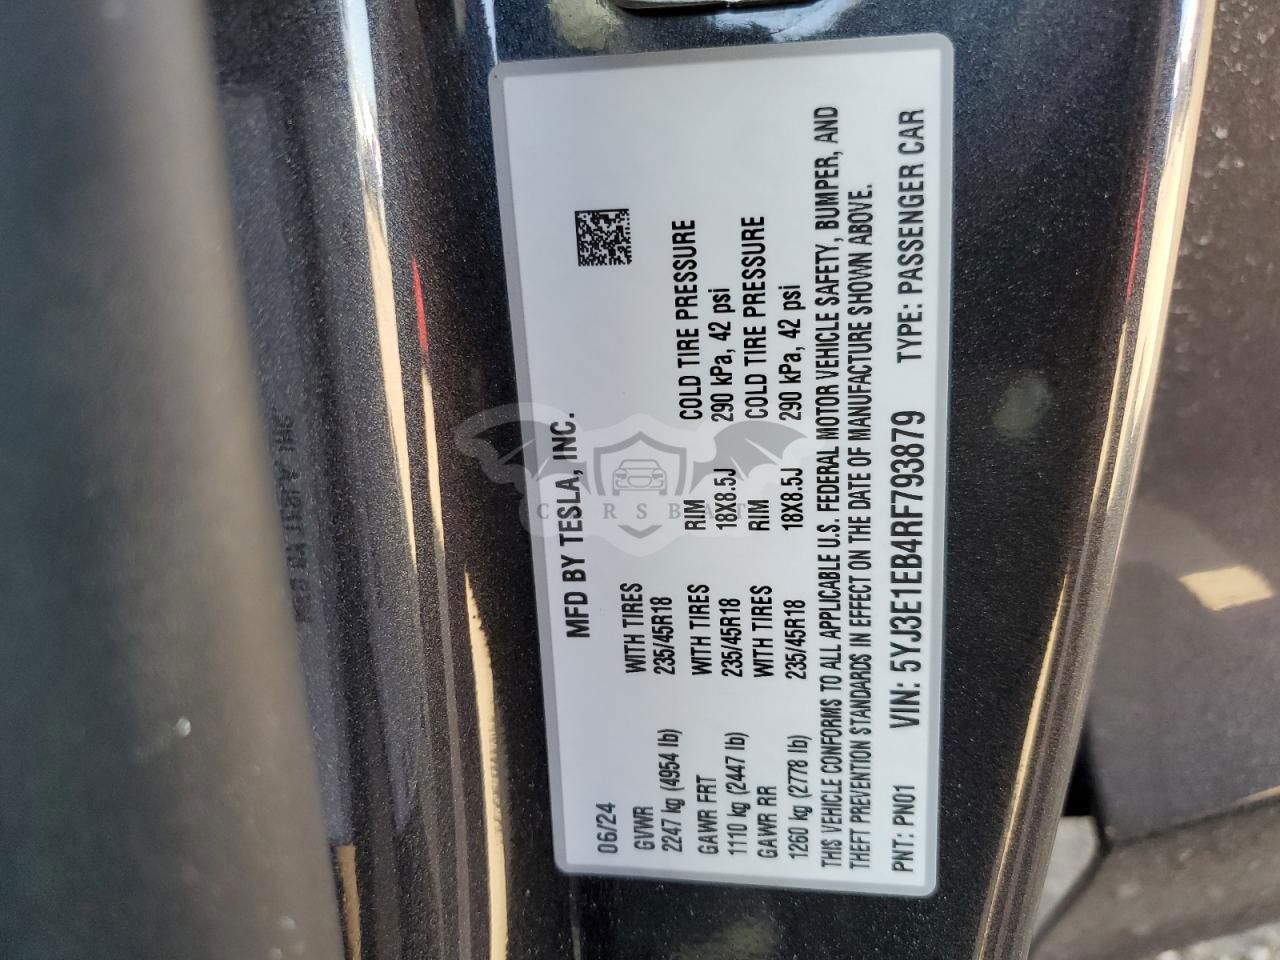 MFD BY TESLA, INC.
06/24
GVWR WITH TIRES RIM COLD TIRE PRESSURE
2247 kg (4954 lb) 235/45R18 18X8.5J 290 kPa, 42 psi
GAWR FRT WITH TIRES RIM COLD TIRE PRESSURE
1110 kg (2447 lb) 235/45R18 18X8.5J 290 kPa, 42 psi
GAWR RR WITH TIRES
1260 kg (2778 lb) 235/45R18
THIS VEHICLE CONFORMS TO ALL APPLICABLE U.S. FEDERAL MOTOR VEHICLE SAFETY, BUMPER, AND
THEFT PREVENTION STANDARDS IN EFFECT ON THE DATE OF MANUFACTURE SHOWN ABOVE.
PNT: PN01 VIN: 5YJ3E1EB4RF793879 TYPE: PASSENGER CAR
CARSBAT